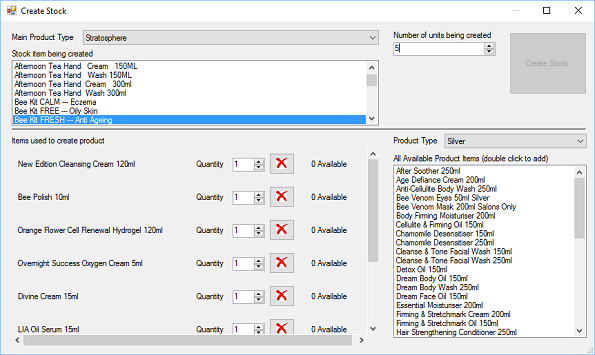 Create Stock
Main Product Type Stratosphere
Number of units being created
5
Create Stock
Stock item being created
Afternoon Tea Hand Cream 150ML
Afternoon Tea Hand Wash 150ML
Afternoon Tea Hand Cream 300ml
Afternoon Tea Hand Wash 300ml
Bee Kit CALM --- Eczema
Bee Kit FREE --- Oily Skin
Bee Kit FRESH --- Anti Ageing
Items used to create product
New Edition Cleansing Cream 120ml Quantity 1 0 Available
Bee Polish 10ml Quantity 1 0 Available
Orange Flower Cell Renewal Hydrogel 120ml Quantity 1 0 Available
Overnight Success Oxygen Cream 5ml Quantity 1 0 Available
Divine Cream 15ml Quantity 1 0 Available
LIA Oil Serum 15ml Quantity 1 0 Available
Product Type Silver
All Available Product Items (double click to add)
After Soother 250ml
Age Defiance Cream 200ml
Anti-Cellulite Body Wash 250ml
Bee Venom Eyes 50ml Silver
Bee Venom Mask 200ml Salons Only
Body Firming Moisturiser 200ml
Cellulite & Firming Oil 150ml
Chamomile Desensitiser 150ml
Chamomile Desensitiser 250ml
Cleanse & Tone Facial Wash 150ml
Cleanse & Tone Facial Wash 250ml
Detox Oil 150ml
Dream Body Oil 150ml
Dream Body Wash 250ml
Dream Face Oil 150ml
Essential Moisturiser 200ml
Firming & Stretchmark Cream 200ml
Firming & Stretchmark Oil 150ml
Hair Strengthening Conditioner 250ml